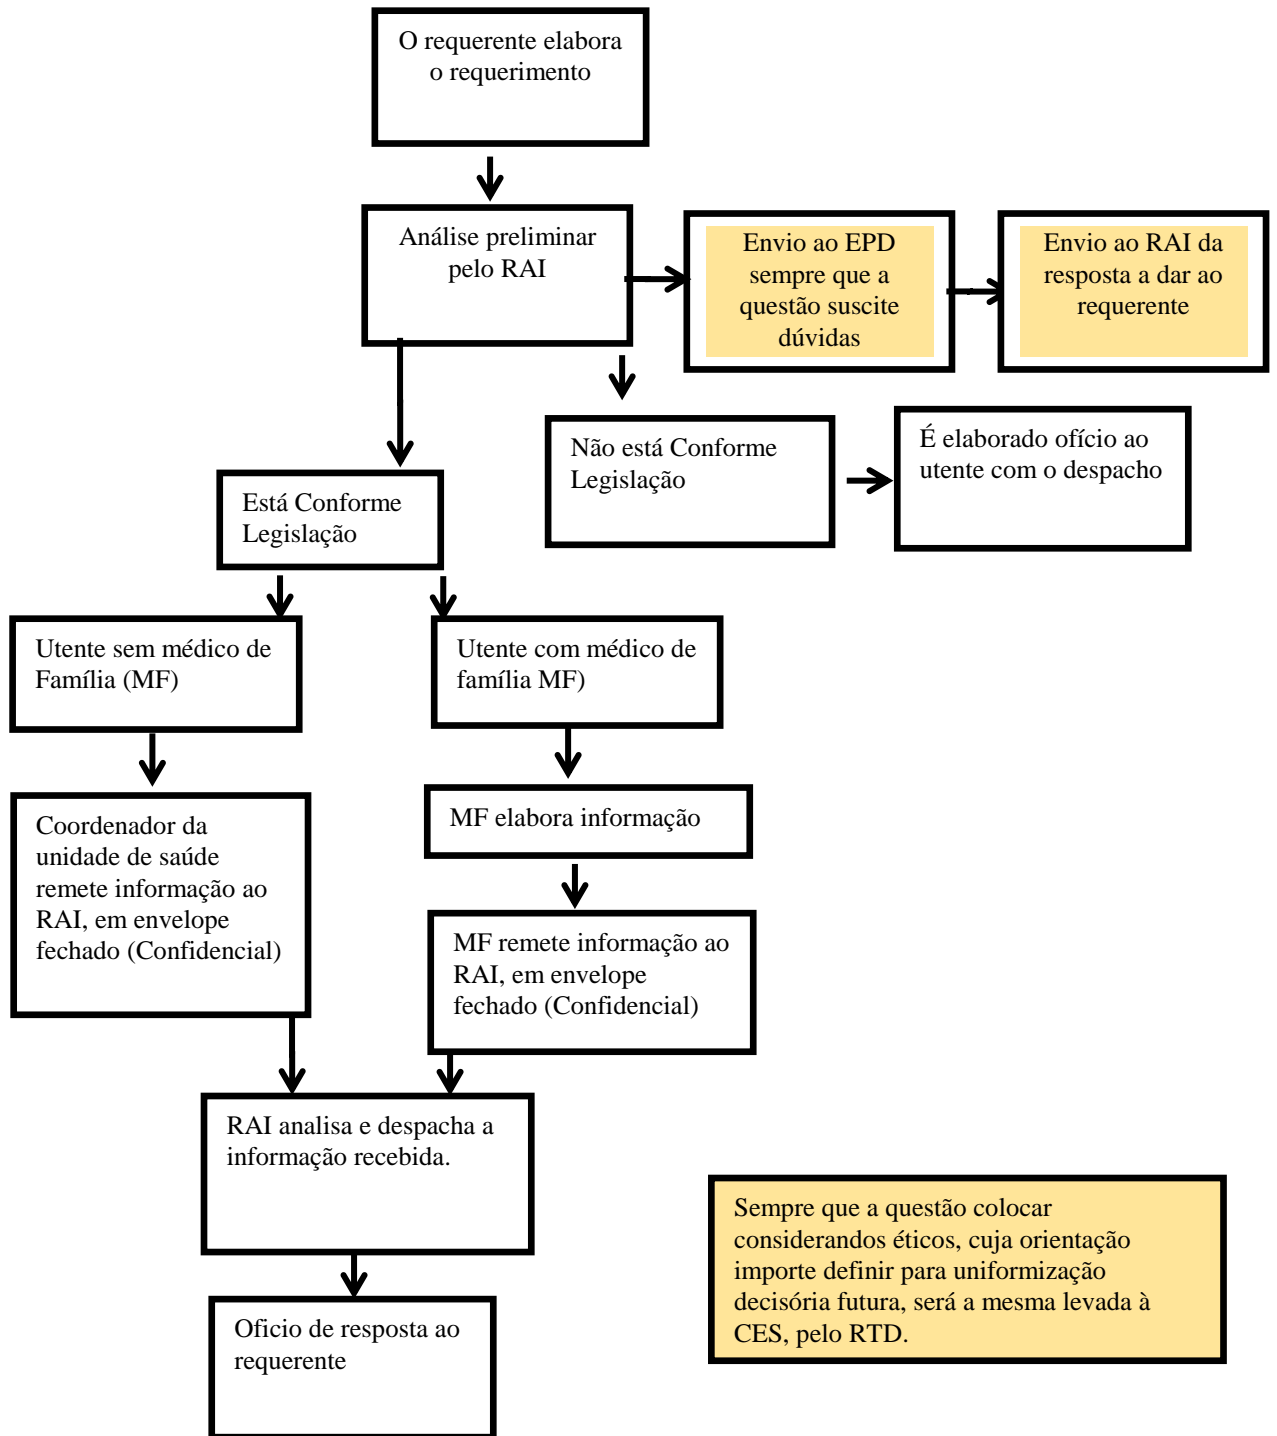 O requerente elabora
o requerimento
Análise preliminar
pelo RAI
Envio ao EPD
sempre que a
questão suscite
dúvidas
Envio ao RAI da
resposta a dar ao
requerente
Não está Conforme
Legislação
É elaborado ofício ao
utente com o despacho
Está Conforme
Legislação
Utente sem médico de
Família (MF)
Utente com médico de
família MF)
Coordenador da
unidade de saúde
remete informação ao
RAI, em envelope
fechado (Confidencial)
MF elabora informação
MF remete informação ao
RAI, em envelope
fechado (Confidencial)
RAI analisa e despacha a
informação recebida.
Sempre que a questão colocar
considerandos éticos, cuja orientação
importe definir para uniformização
decisória futura, será a mesma levada à
CES, pelo RTD.
Oficio de resposta ao
requerente